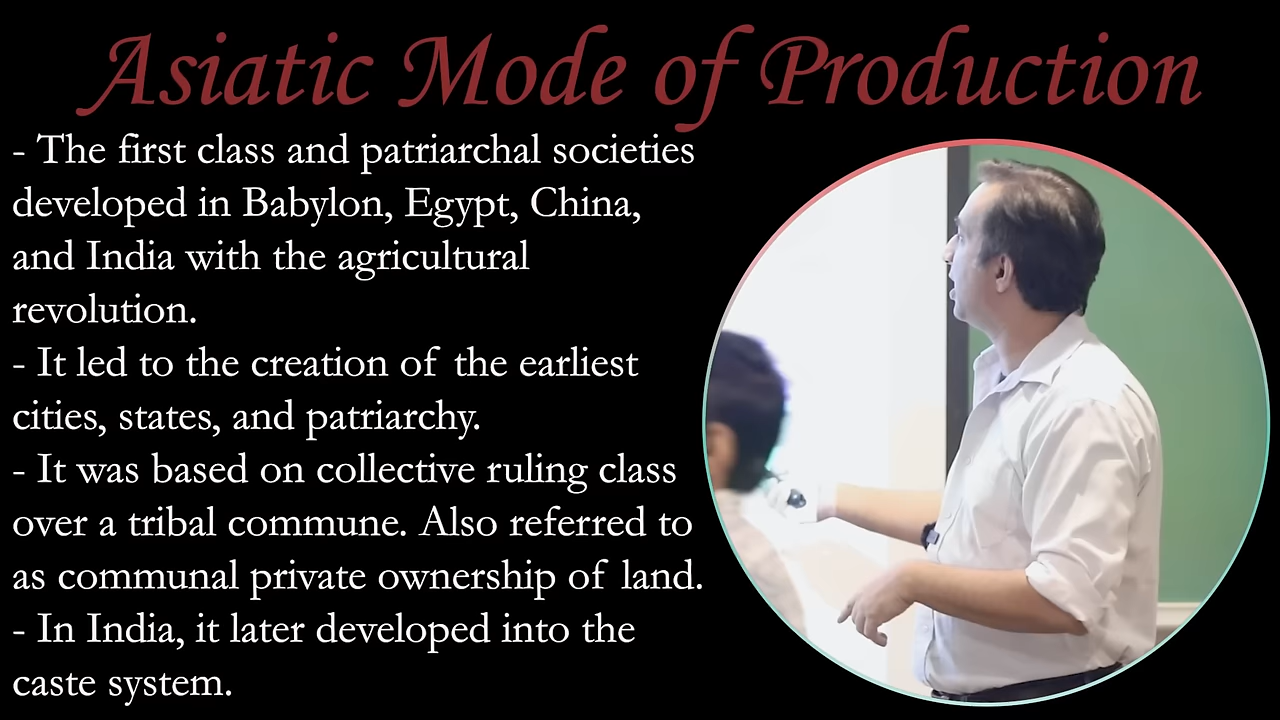 Asiatic Mode of Production
- The first class and patriarchal societies
developed in Babylon, Egypt, China,
and India with the agricultural
revolution.
- It led to the creation of the earliest
cities, states, and patriarchy.
- It was based on collective ruling class
over a tribal commune. Also referred to
as communal private ownership of land.
- In India, it later developed into the
caste system.